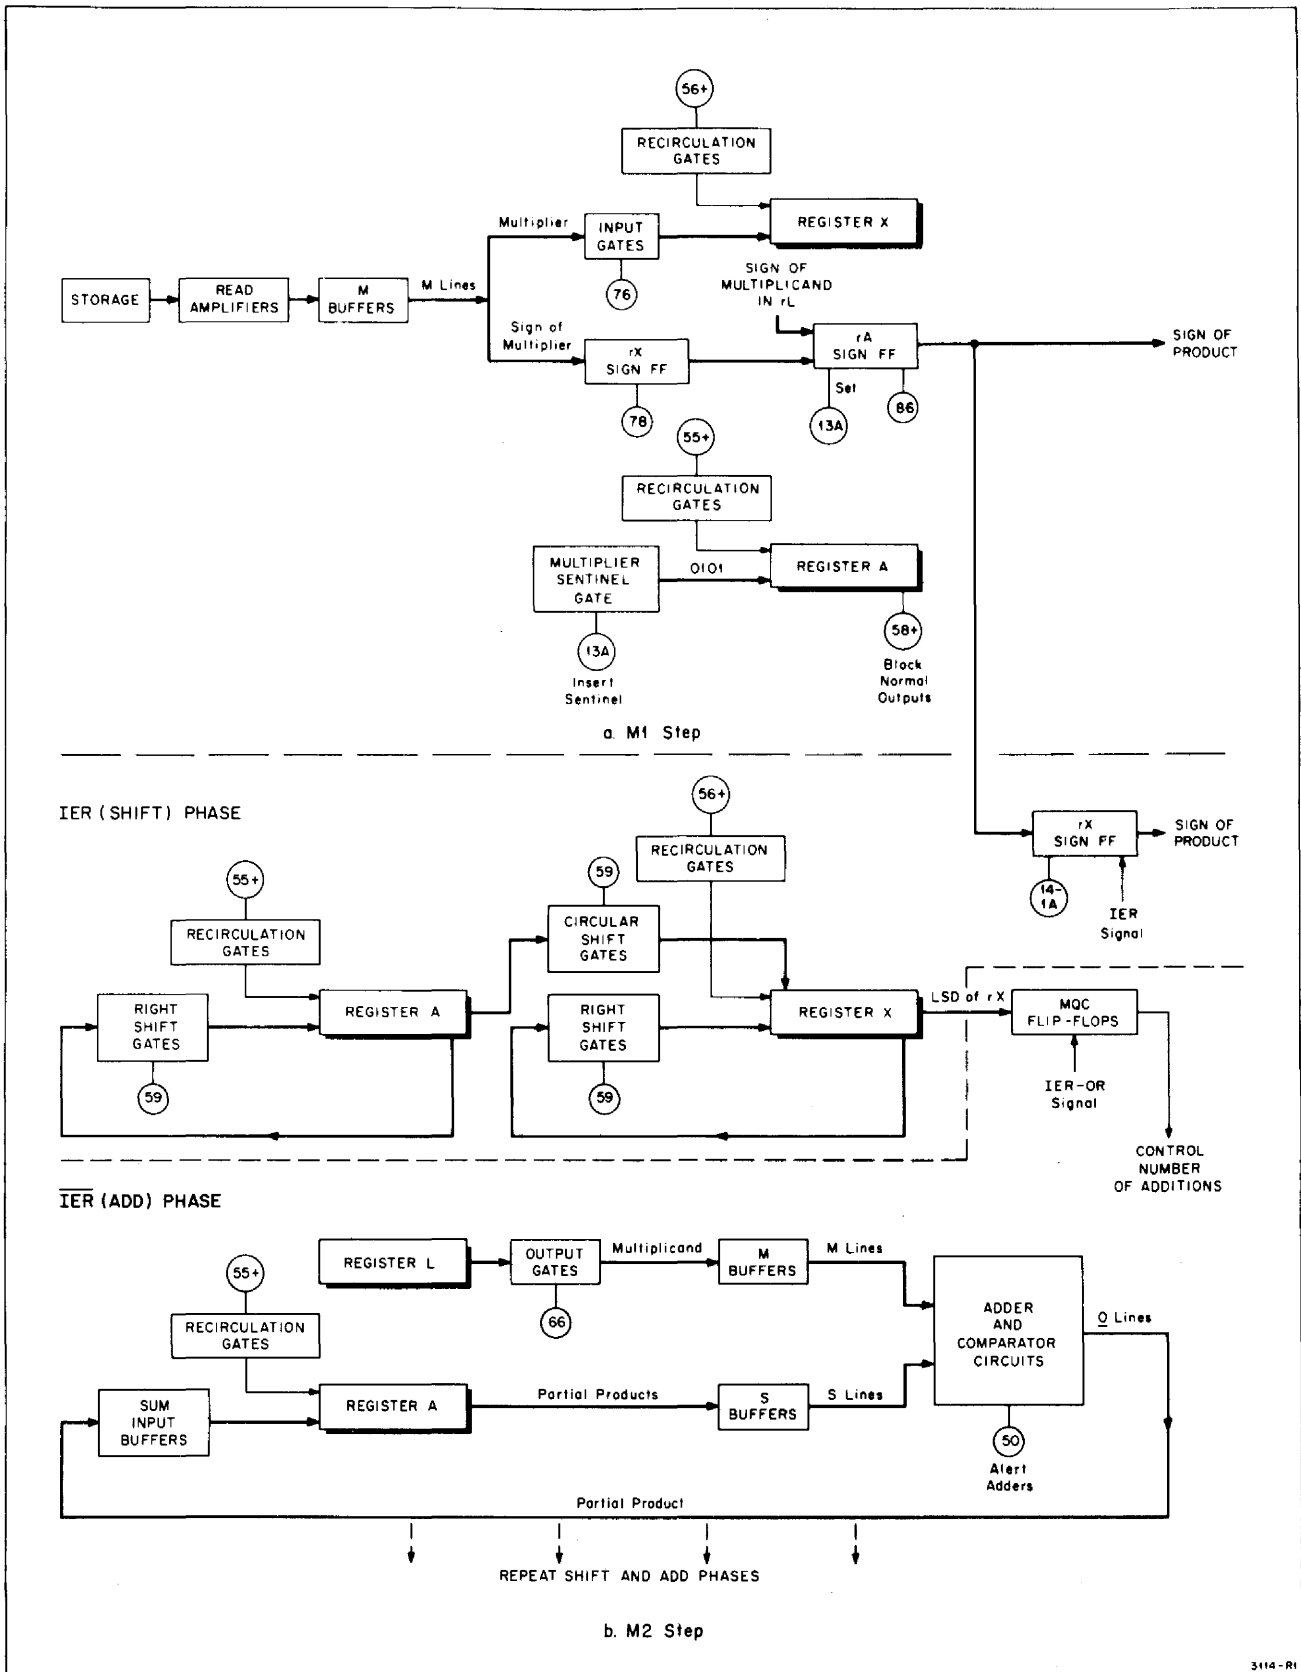 56+
RECIRCULATION
GATES
REGISTER X
Multiplier
INPUT
GATES
76
SIGN OF
MULTIPLICAND
IN rL
STORAGE
READ
AMPLIFIERS
M
BUFFERS
M Lines
Sign of
Multiplier
rX
SIGN FF
78
rA
SIGN FF
Set
13A
86
SIGN OF
PRODUCT
55+
RECIRCULATION
GATES
MULTIPLIER
SENTINEL
GATE
0101
REGISTER A
13A
Insert
Sentinel
58+
Block
Normal
Outputs
a. M1 Step
IER (SHIFT) PHASE
56+
RECIRCULATION
GATES
rX
SIGN FF
SIGN OF
PRODUCT
14-
1A
IER
Signal
55+
RECIRCULATION
GATES
59
CIRCULAR
SHIFT
GATES
RIGHT
SHIFT
GATES
59
REGISTER A
RIGHT
SHIFT
GATES
59
REGISTER X
LSD of rX
MQC
FLIP-FLOPS
IER-OR
Signal
CONTROL
NUMBER
OF ADDITIONS
I̅E̅R̅ (ADD) PHASE
REGISTER L
OUTPUT
GATES
66
Multiplicand
M
BUFFERS
M Lines
ADDER
AND
COMPARATOR
CIRCUITS
O Lines
55+
RECIRCULATION
GATES
SUM
INPUT
BUFFERS
REGISTER A
Partial Products
S
BUFFERS
S Lines
50
Alert
Adders
Partial Product
REPEAT SHIFT AND ADD PHASES
b. M2 Step
3114-R1